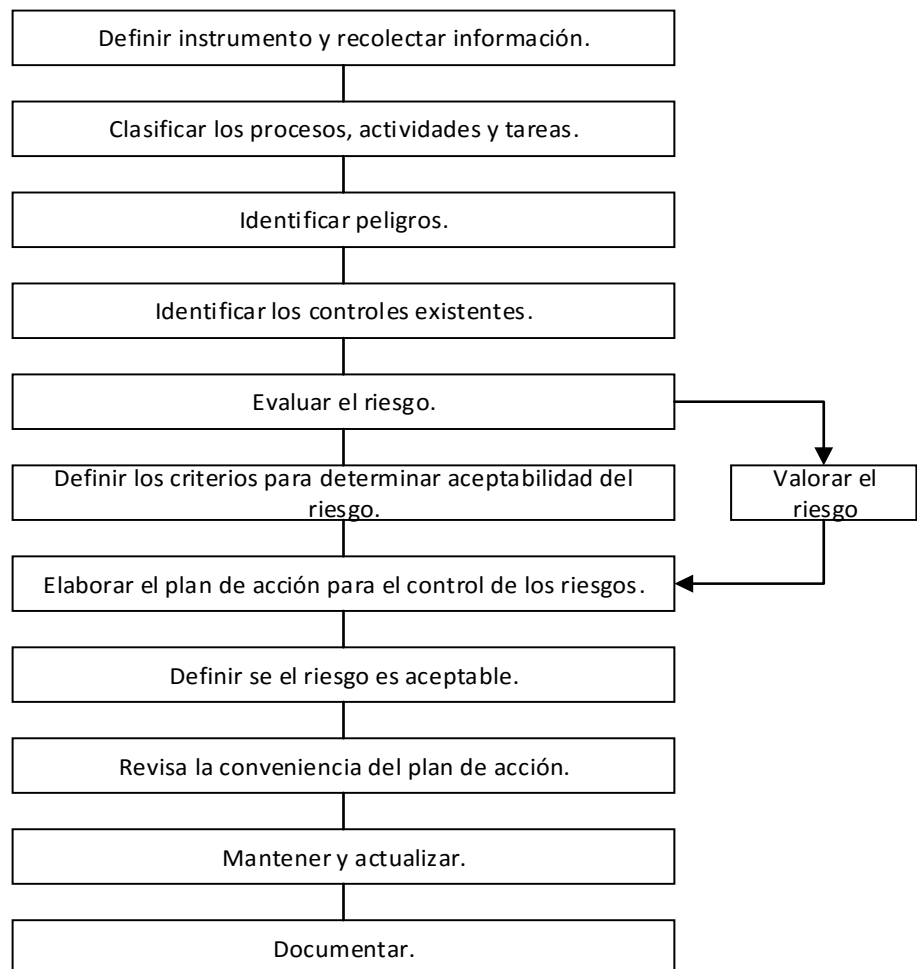 Definir instrumento y recolectar información.
Clasificar los procesos, actividades y tareas.
Identificar peligros.
Identificar los controles existentes.
Evaluar el riesgo.
Definir los criterios para determinar aceptabilidad del
riesgo.
Valorar el
riesgo
Elaborar el plan de acción para el control de los riesgos.
Definir se el riesgo es aceptable.
Revisa la conveniencia del plan de acción.
Mantener y actualizar.
Documentar.